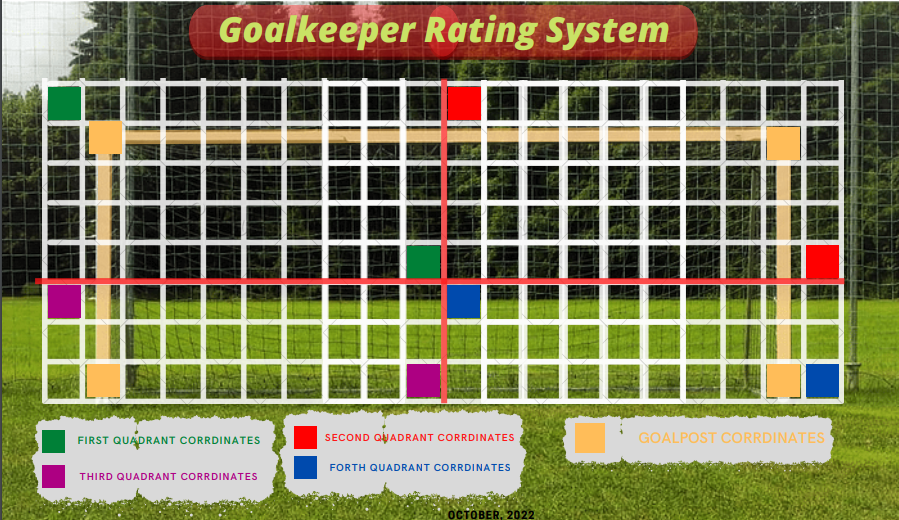 Goalkeeper Rating System
FIRST QUADRANT CORRDINATES
SECOND QUADRANT CORRDINATES
GOALPOST CORRDINATES
THIRD QUADRANT CORRDINATES
FORTH QUADRANT CORRDINATES
OCTOBER, 2022